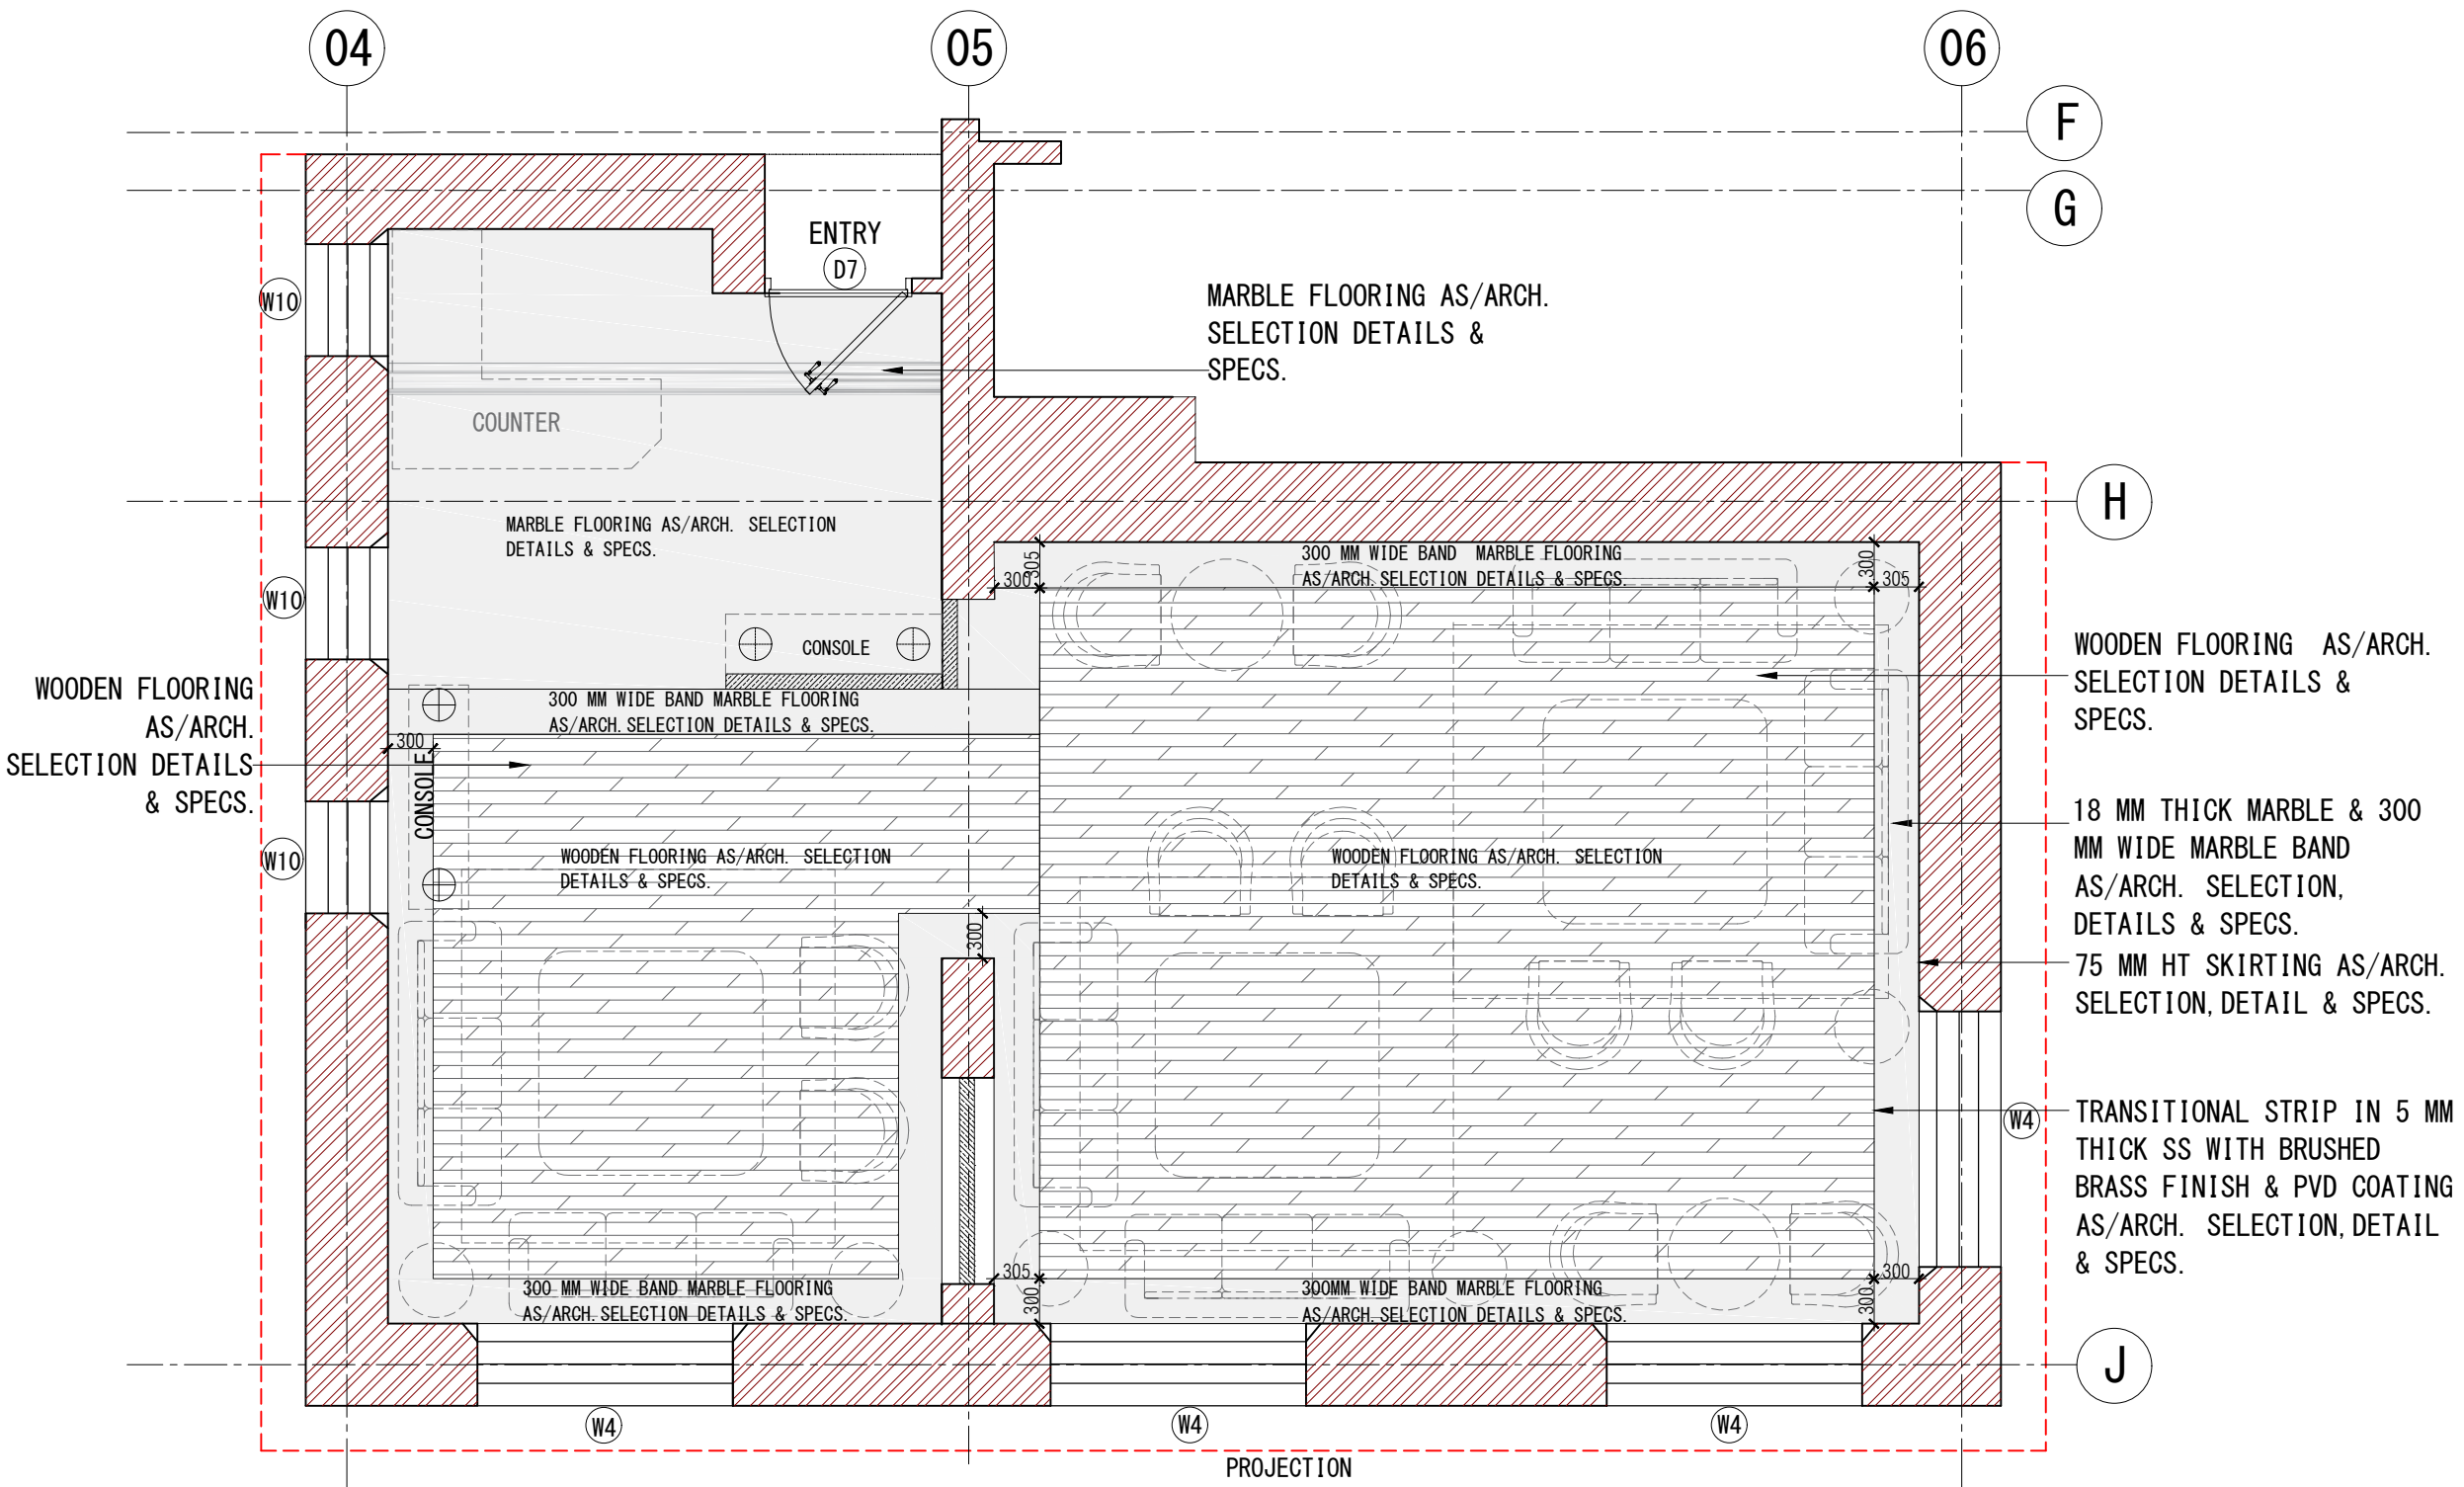 04
05
06
F
G
ENTRY
D7
W10
MARBLE FLOORING AS/ARCH.
SELECTION DETAILS &
SPECS.
COUNTER
H
MARBLE FLOORING AS/ARCH. SELECTION
DETAILS & SPECS.
300 MM WIDE BAND MARBLE FLOORING
AS/ARCH. SELECTION DETAILS & SPECS.
305
300
300
305
W10
CONSOLE
WOODEN FLOORING AS/ARCH.
SELECTION DETAILS &
SPECS.
WOODEN FLOORING
AS/ARCH.
SELECTION DETAILS
& SPECS.
300 MM WIDE BAND MARBLE FLOORING
AS/ARCH. SELECTION DETAILS & SPECS.
300
CONSOLE
W10
WOODEN FLOORING AS/ARCH. SELECTION
DETAILS & SPECS.
WOODEN FLOORING AS/ARCH. SELECTION
DETAILS & SPECS.
18 MM THICK MARBLE & 300
MM WIDE MARBLE BAND
AS/ARCH. SELECTION,
DETAILS & SPECS.
300
75 MM HT SKIRTING AS/ARCH.
SELECTION, DETAIL & SPECS.
W4
TRANSITIONAL STRIP IN 5 MM
THICK SS WITH BRUSHED
BRASS FINISH & PVD COATING
AS/ARCH. SELECTION, DETAIL
& SPECS.
300 MM WIDE BAND MARBLE FLOORING
AS/ARCH. SELECTION DETAILS & SPECS.
305
300
300MM WIDE BAND MARBLE FLOORING
AS/ARCH. SELECTION DETAILS & SPECS.
300
300
J
W4
W4
W4
PROJECTION